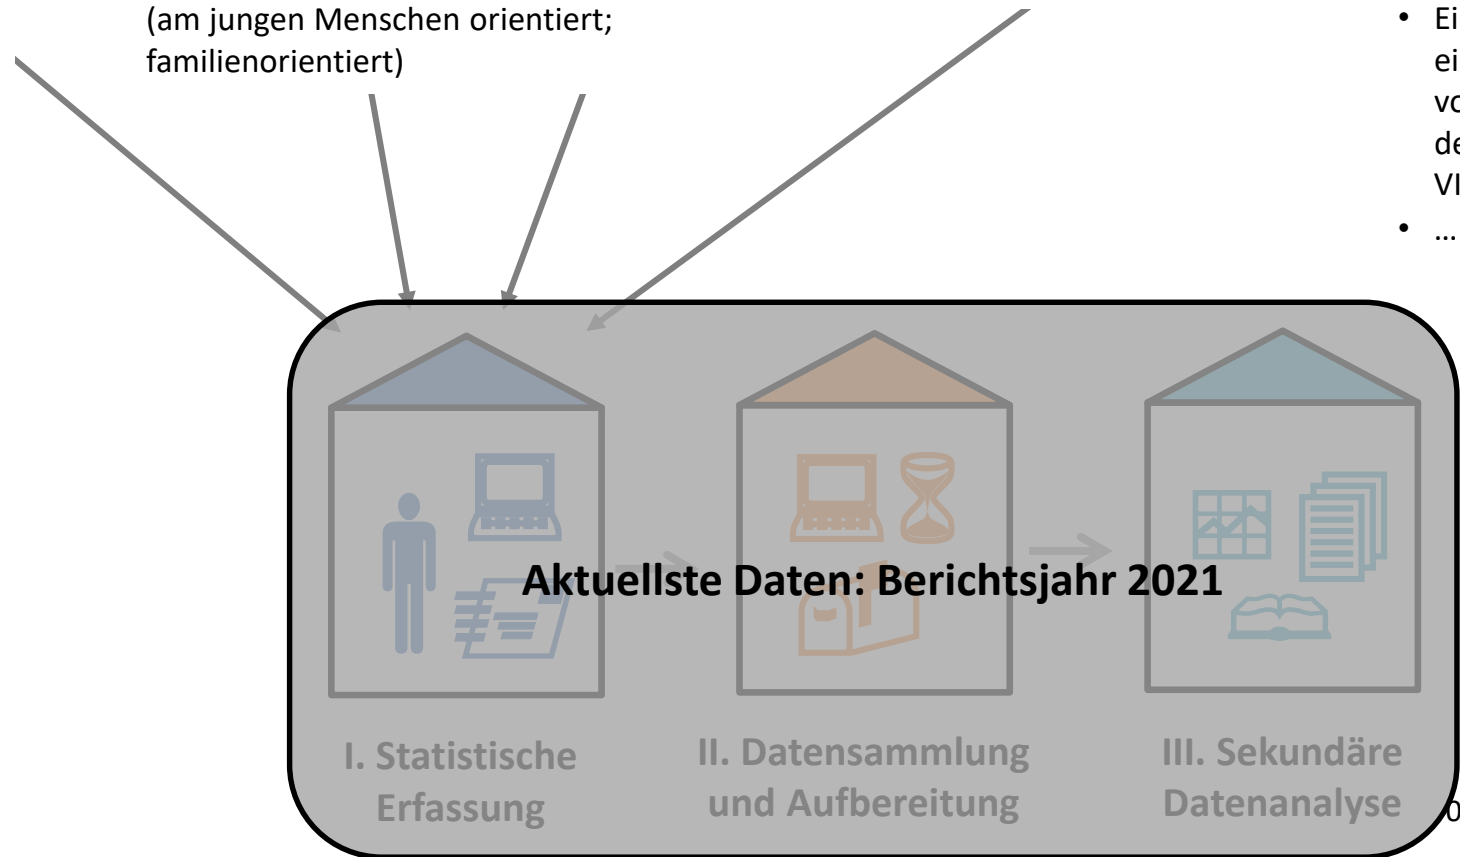 (am jungen Menschen orientiert;
familienorientiert)
• …
Aktuellste Daten: Berichtsjahr 2021
I. Statistische
Erfassung
II. Datensammlung
und Aufbereitung
III. Sekundäre
Datenanalyse